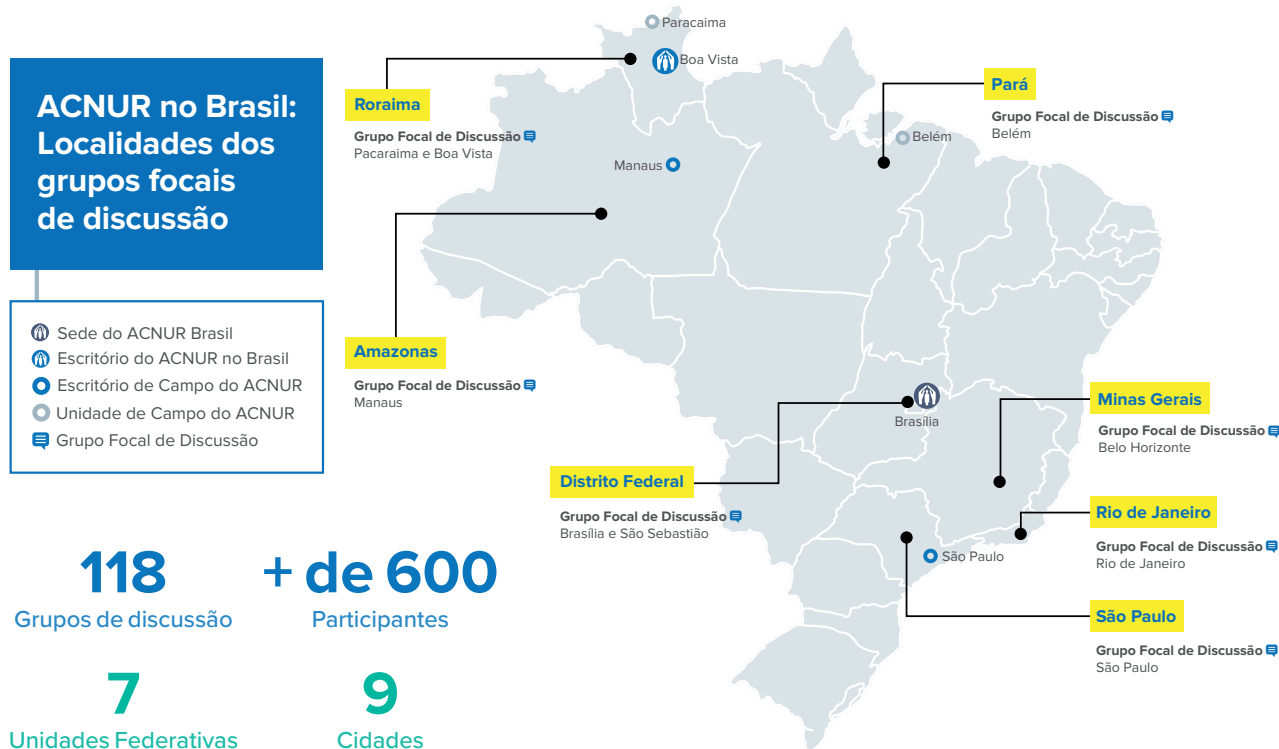 ACNUR no Brasil:
Localidades dos
grupos focais
de discussão
Sede do ACNUR Brasil
Escritório do ACNUR no Brasil
Escritório de Campo do ACNUR
Unidade de Campo do ACNUR
Grupo Focal de Discussão
118
Grupos de discussão
+ de 600
Participantes
7
Unidades Federativas
9
Cidades
Paracaima
Boa Vista
Roraima
Grupo Focal de Discussão
Pacaraima e Boa Vista
Manaus
Pará
Grupo Focal de Discussão
Belém
Belém
Amazonas
Grupo Focal de Discussão
Manaus
Brasília
Distrito Federal
Grupo Focal de Discussão
Brasília e São Sebastião
Minas Gerais
Grupo Focal de Discussão
Belo Horizonte
Rio de Janeiro
Grupo Focal de Discussão
Rio de Janeiro
São Paulo
São Paulo
Grupo Focal de Discussão
São Paulo